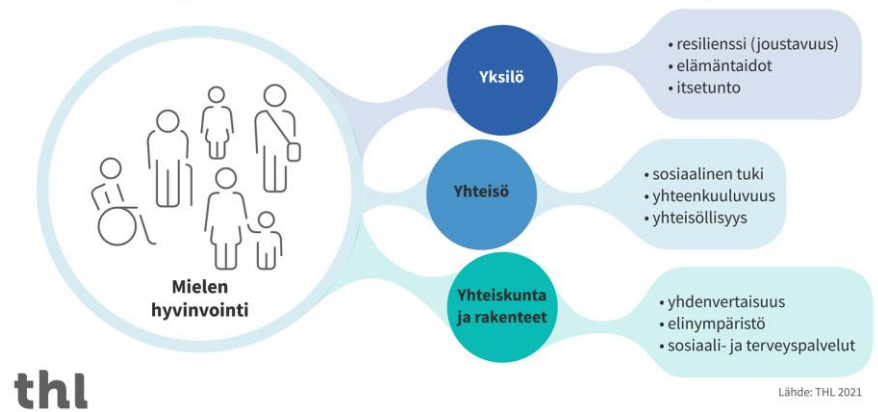 Yksilö
• resilienssi (joustavuus)
• elämäntaidot
• itsetunto
Yhteisö
• sosiaalinen tuki
• yhteenkuuluvuus
• yhteisöllisyys
Mielen
hyvinvointi
Yhteiskunta
ja rakenteet
• yhdenvertaisuus
• elinympäristö
• sosiaali- ja terveyspalvelut
thl
Lähde: THL 2021